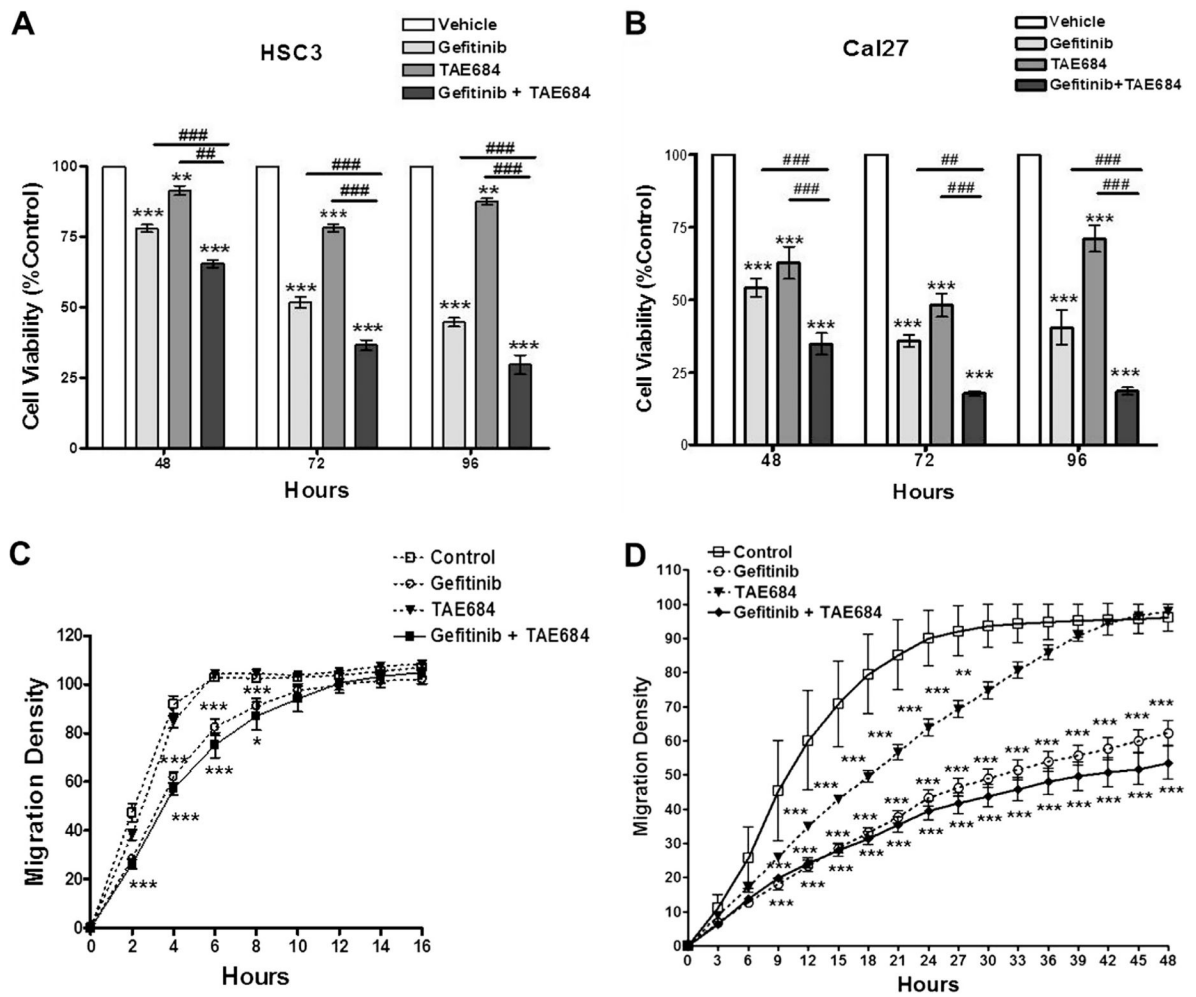 A
HSC3
Vehicle
Gefitinib
TAE684
Gefitinib + TAE684
Cell Viability (%Control)
100
75
50
25
0
###
##
***
**
***
###
###
***
***
***
###
###
***
**
***
48
72
96
Hours
B
Cal27
Vehicle
Gefitinib
TAE684
Gefitinib+TAE684
Cell Viability (%Control)
100
75
50
25
0
###
###
***
***
***
##
###
***
***
***
###
###
***
***
***
48
72
96
Hours
C
Control
Gefitinib
TAE684
Gefitinib + TAE684
Migration Density
120
100
80
60
40
20
0
***
***
***
***
***
***
*
0 2 4 6 8 10 12 14 16
Hours
D
Control
Gefitinib
TAE684
Gefitinib + TAE684
Migration Density
110
100
90
80
70
60
50
40
30
20
10
0
*** *** *** *** *** *** **
*** *** *** *** *** *** *** *** *** *** *** *** *** ***
*** *** *** *** *** *** *** *** *** *** *** *** *** ***
0 3 6 9 12 15 18 21 24 27 30 33 36 39 42 45 48
Hours